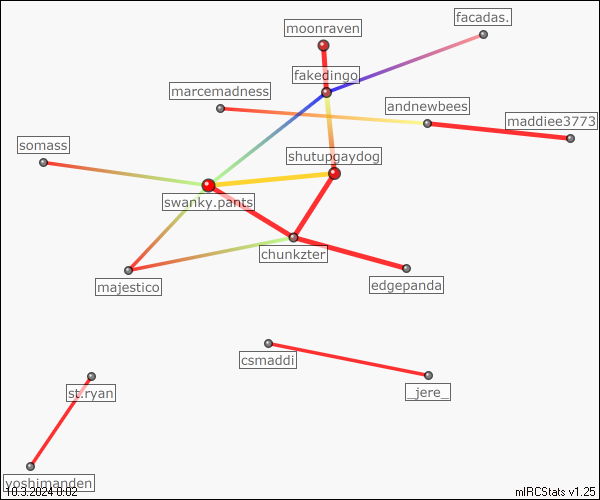 facadas.
moonraven
fakedingo
marcemadness
andnewbees
maddiee3773
somass
shutupgaydog
swanky.pants
chunkzter
majestico
edgepanda
csmaddi
st.ryan
_jere_
yoshimanden
10.3.2024 0:02
mIRCStats v1.25